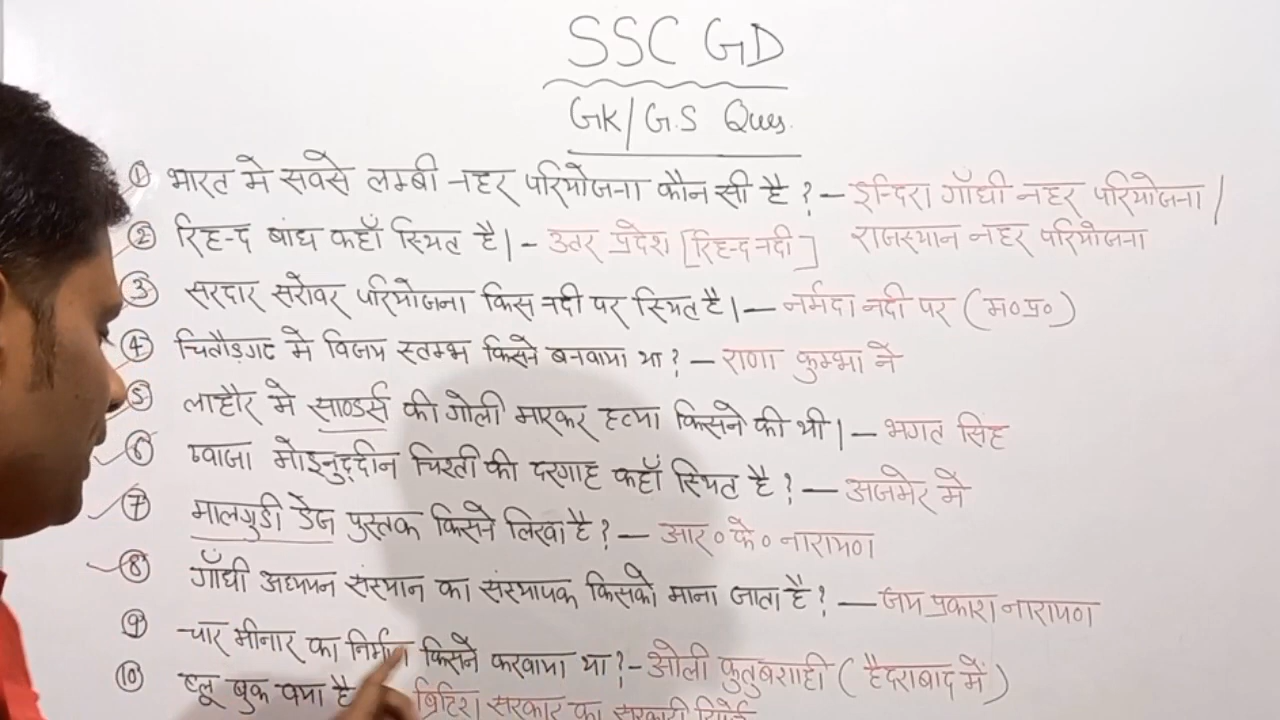 SSC GD
GK/G.S Ques.
① भारत मे सबसे लम्बी नहर परियोजना कौन सी है ? – इन्दिरा गाँधी नहर परियोजना /
राजस्थान नहर परियोजना
② रिहन्द बांध कहाँ स्थित है। – उतर प्रदेश [रिहन्द नदी]
③ सरदार सरोवर परियोजना किस नदी पर स्थित है। – नर्मदा नदी पर (म०प्र०)
④ चितौड़गढ मे विजय स्तम्भ किसने बनवाया था ? – राणा कुम्भा ने
⑤ लाहौर मे साण्डर्स की गोली मारकर हत्या किसने की थी। – भगत सिंह
⑥ ख्वाजा मोइनुद्दीन चिश्ती की दरगाह कहाँ स्थित है ? – अजमेर मे
⑦ मालगुडी डेज पुस्तक किसने लिखा है ? – आर० के० नारायण
⑧ गाँधी अध्ययन संस्थान का संस्थापक किसको माना जाता है ? – जय प्रकाश नारायण
⑨ चार मीनार का निर्माण किसने करवाया था ? – ओली कुतुबशाही (हैदराबाद में)
⑩ ब्लू बुक क्या है ब्रिटिश सरकार का सरकारी रिपोर्ट